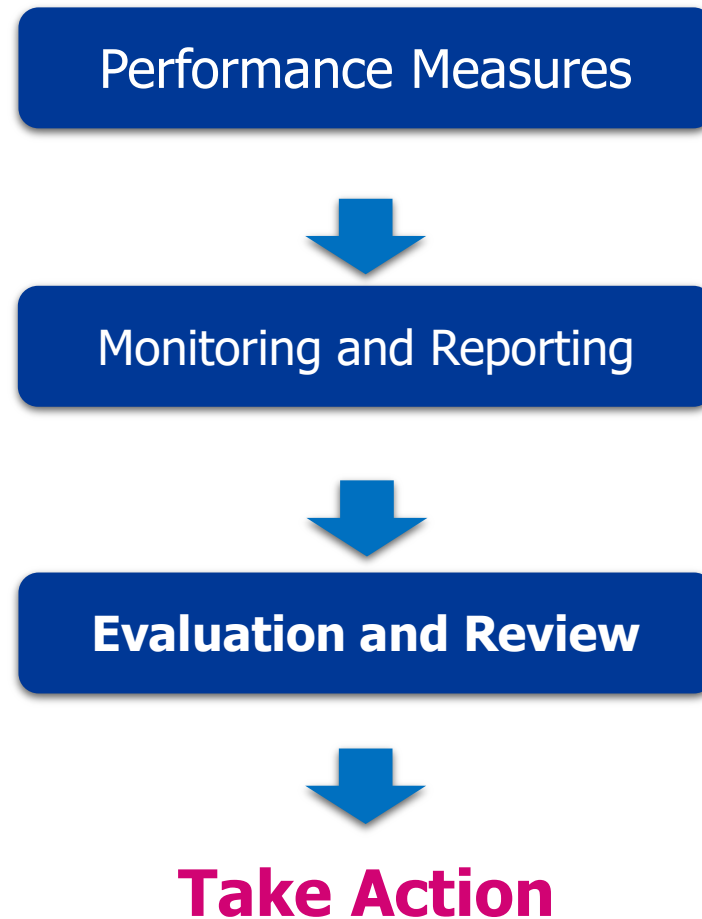 Performance Measures
Monitoring and Reporting
Evaluation and Review
Take Action